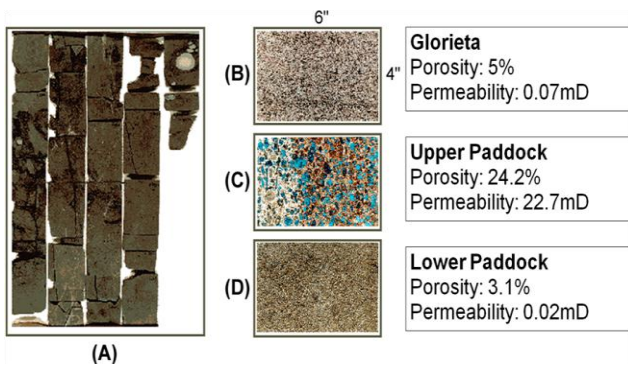 6"
(B)
4"
Glorieta
Porosity: 5%
Permeability: 0.07mD
(C)
Upper Paddock
Porosity: 24.2%
Permeability: 22.7mD
(D)
Lower Paddock
Porosity: 3.1%
Permeability: 0.02mD
(A)